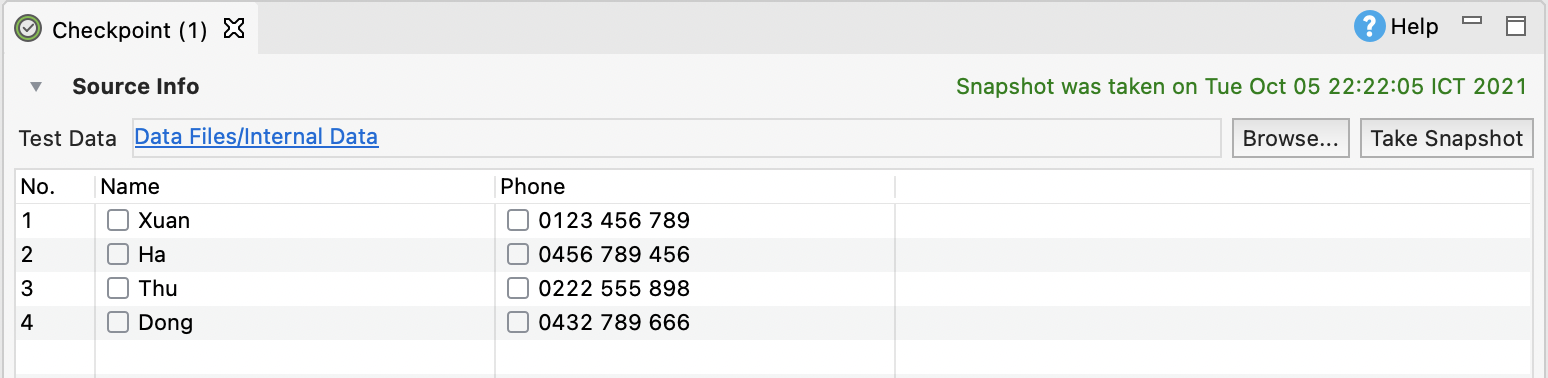 Checkpoint (1)
Help
Source Info
Snapshot was taken on Tue Oct 05 22:22:05 ICT 2021
Test Data Data Files/Internal Data Browse... Take Snapshot
No. Name Phone
1 Xuan 0123 456 789
2 Ha 0456 789 456
3 Thu 0222 555 898
4 Dong 0432 789 666